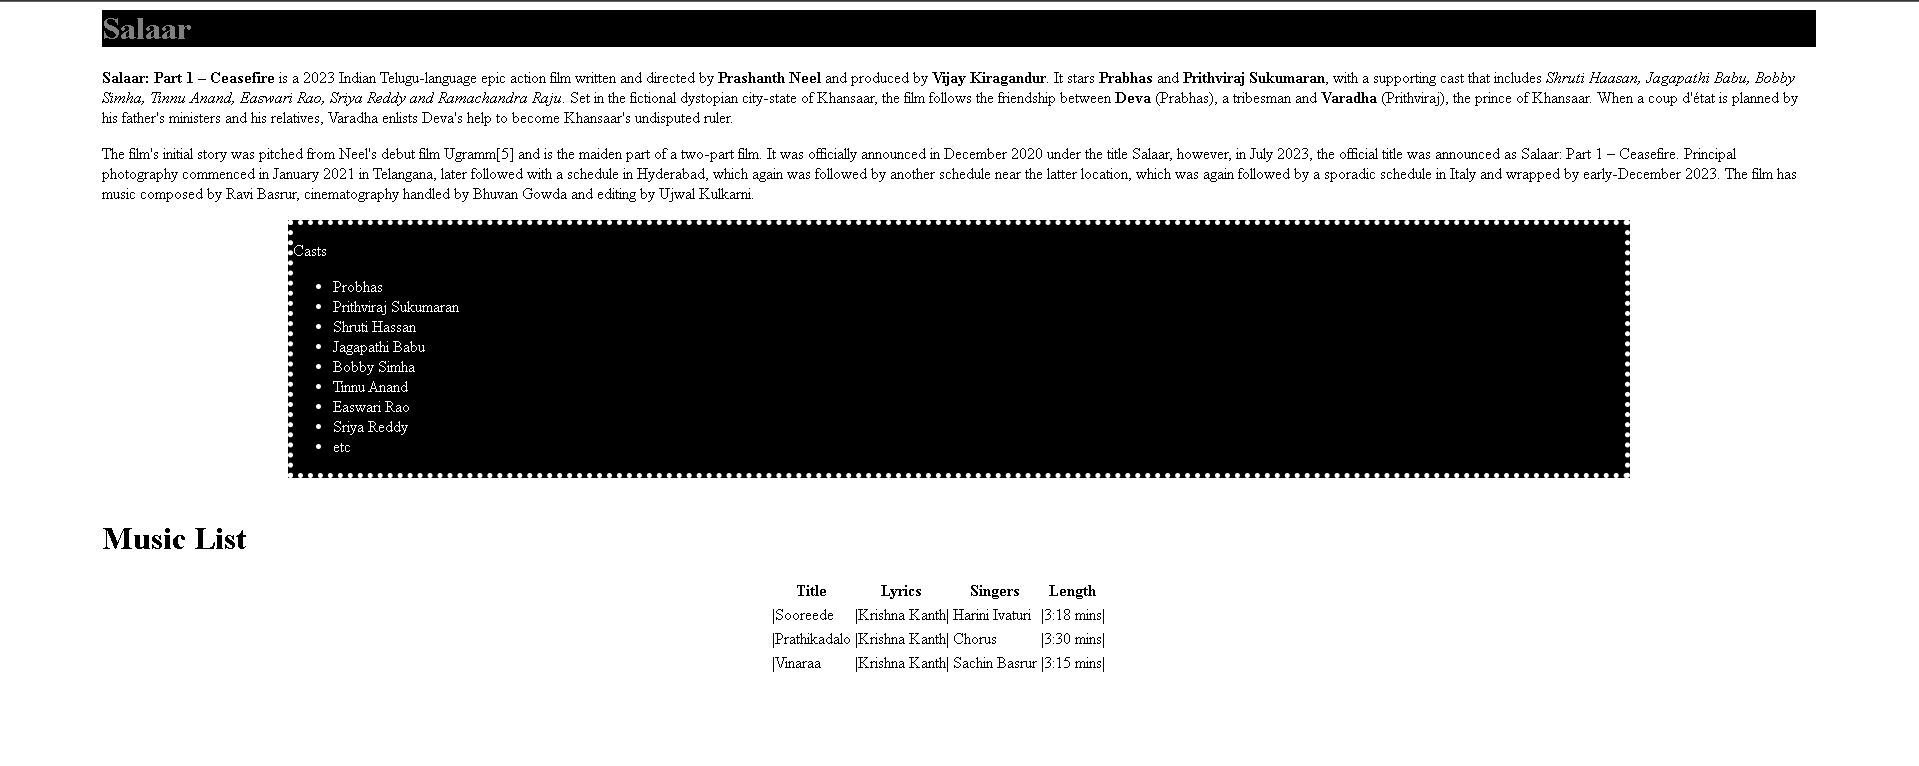 Salaar
Salaar: Part 1 – Ceasefire is a 2023 Indian Telugu-language epic action film written and directed by Prashanth Neel and produced by Vijay Kiragandur. It stars Prabhas and Prithviraj Sukumaran, with a supporting cast that includes Shruti Haasan, Jagapathi Babu, Bobby
Simha, Tinnu Anand, Easwari Rao, Sriya Reddy and Ramachandra Raju. Set in the fictional dystopian city-state of Khansaar, the film follows the friendship between Deva (Prabhas), a tribesman and Varadha (Prithviraj), the prince of Khansaar. When a coup d'état is planned by
his father's ministers and his relatives, Varadha enlists Deva's help to become Khansaar's undisputed ruler.
The film's initial story was pitched from Neel's debut film Ugramm[5] and is the maiden part of a two-part film. It was officially announced in December 2020 under the title Salaar, however, in July 2023, the official title was announced as Salaar: Part 1 – Ceasefire. Principal
photography commenced in January 2021 in Telangana, later followed with a schedule in Hyderabad, which again was followed by another schedule near the latter location, which was again followed by a sporadic schedule in Italy and wrapped by early-December 2023. The film has
music composed by Ravi Basrur, cinematography handled by Bhuvan Gowda and editing by Ujwal Kulkarni.
Casts
• Probhas
• Prithviraj Sukumaran
• Shruti Hassan
• Jagapathi Babu
• Bobby Simha
• Tinnu Anand
• Easwari Rao
• Sriya Reddy
• etc
Music List
Title Lyrics Singers Length
|Sooreede |Krishna Kanth| Harini Ivaturi |3:18 mins|
|Prathikadalo |Krishna Kanth| Chorus |3:30 mins|
|Vinaraa |Krishna Kanth| Sachin Basrur |3:15 mins|